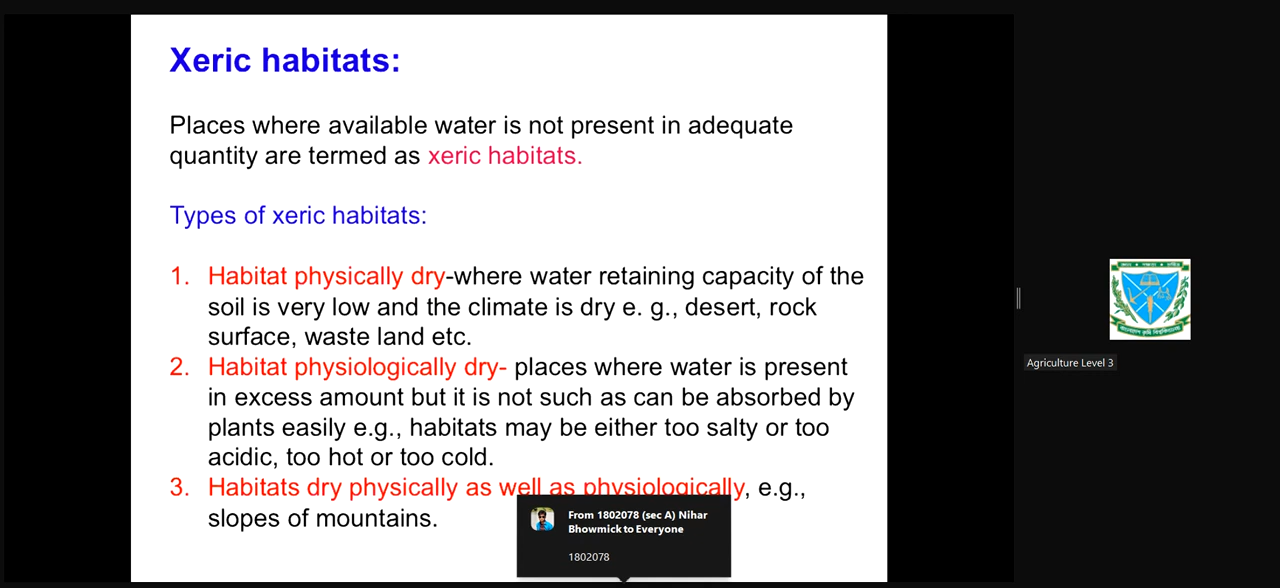 Xeric habitats:
Places where available water is not present in adequate
quantity are termed as xeric habitats.
Types of xeric habitats:
1. Habitat physically dry-where water retaining capacity of the
soil is very low and the climate is dry e. g., desert, rock
surface, waste land etc.
2. Habitat physiologically dry- places where water is present
in excess amount but it is not such as can be absorbed by
plants easily e.g., habitats may be either too salty or too
acidic, too hot or too cold.
3. Habitats dry physically as well as physiologically, e.g.,
slopes of mountains.
From 1802078 (sec A) Nihar
Bhowmick to Everyone
1802078
Agriculture Level 3